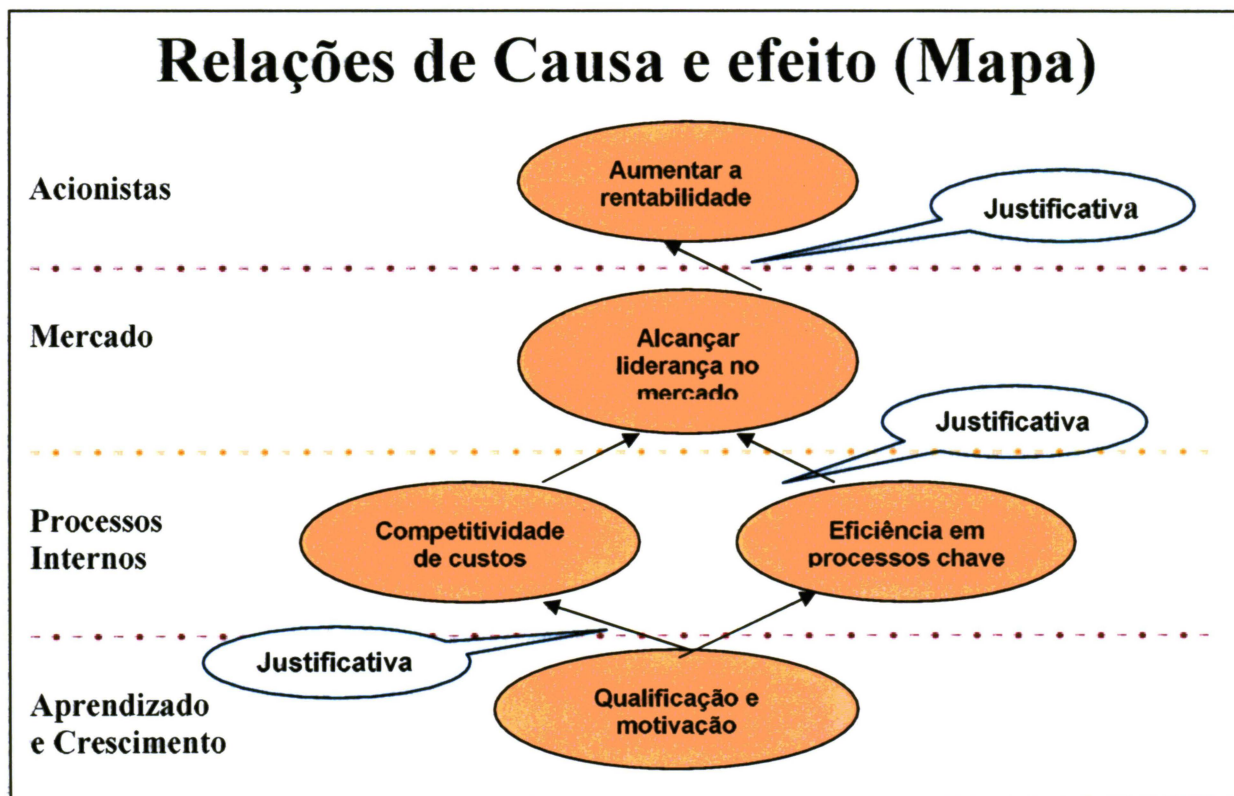 Relações de Causa e efeito (Mapa)
Acionistas
Aumentar a
rentabilidade
Justificativa
Mercado
Alcançar
liderança no
mercado
Justificativa
Processos
Internos
Competitividade
de custos
Eficiência em
processos chave
Justificativa
Aprendizado
e Crescimento
Qualificação e
motivação